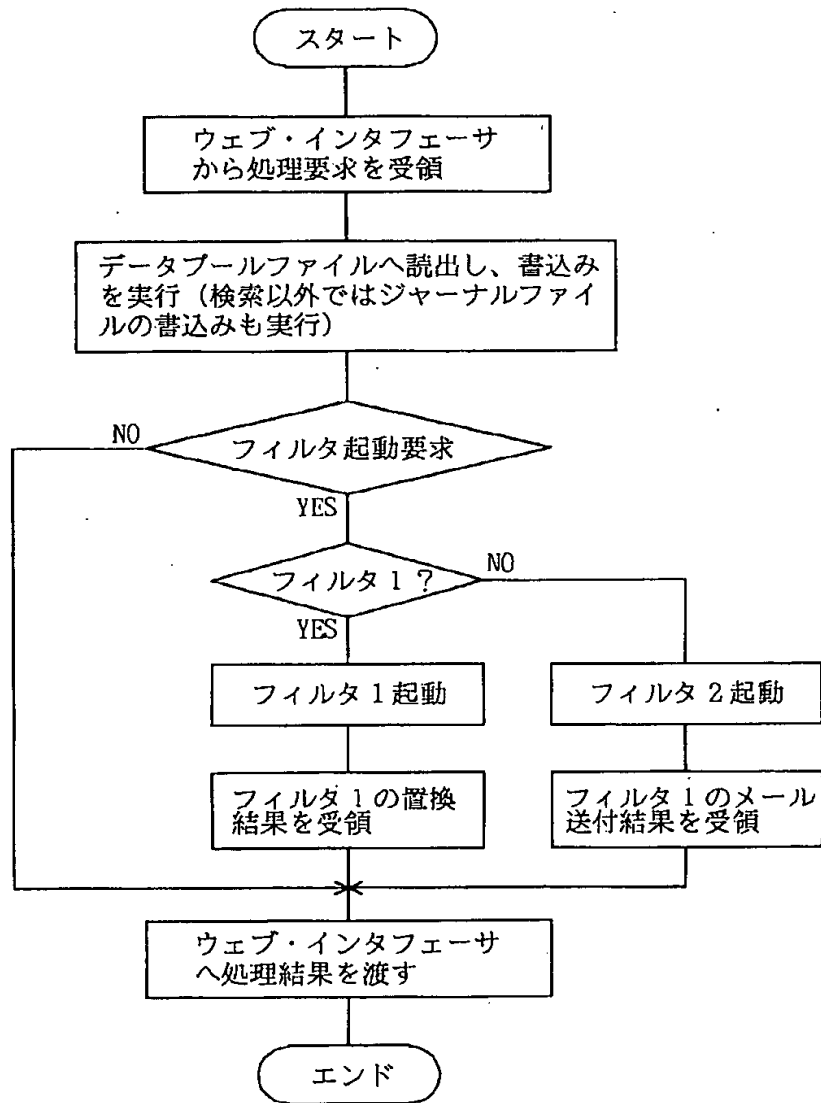 スタート
ウェブ・インタフェーサ
から処理要求を受領
データプールファイルへ読出し、書込み
を実行（検索以外ではジャーナルファイ
ルの書込みも実行）
NO
フィルタ起動要求
YES
フィルタ1？
NO
YES
フィルタ1起動
フィルタ2起動
フィルタ1の置換
結果を受領
フィルタ1のメール
送付結果を受領
ウェブ・インタフェーサ
へ処理結果を渡す
エンド